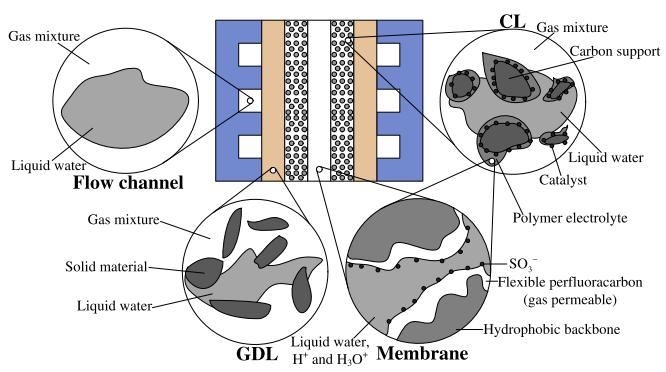 CL
Gas mixture
Gas mixture
Carbon support
Liquid water
Liquid water
Flow channel
Catalyst
Polymer electrolyte
Gas mixture
Solid material
Liquid water
GDL
SO₃⁻
Flexible perfluoracarbon
(gas permeable)
Hydrophobic backbone
Liquid water,
H⁺ and H₃O⁺
Membrane